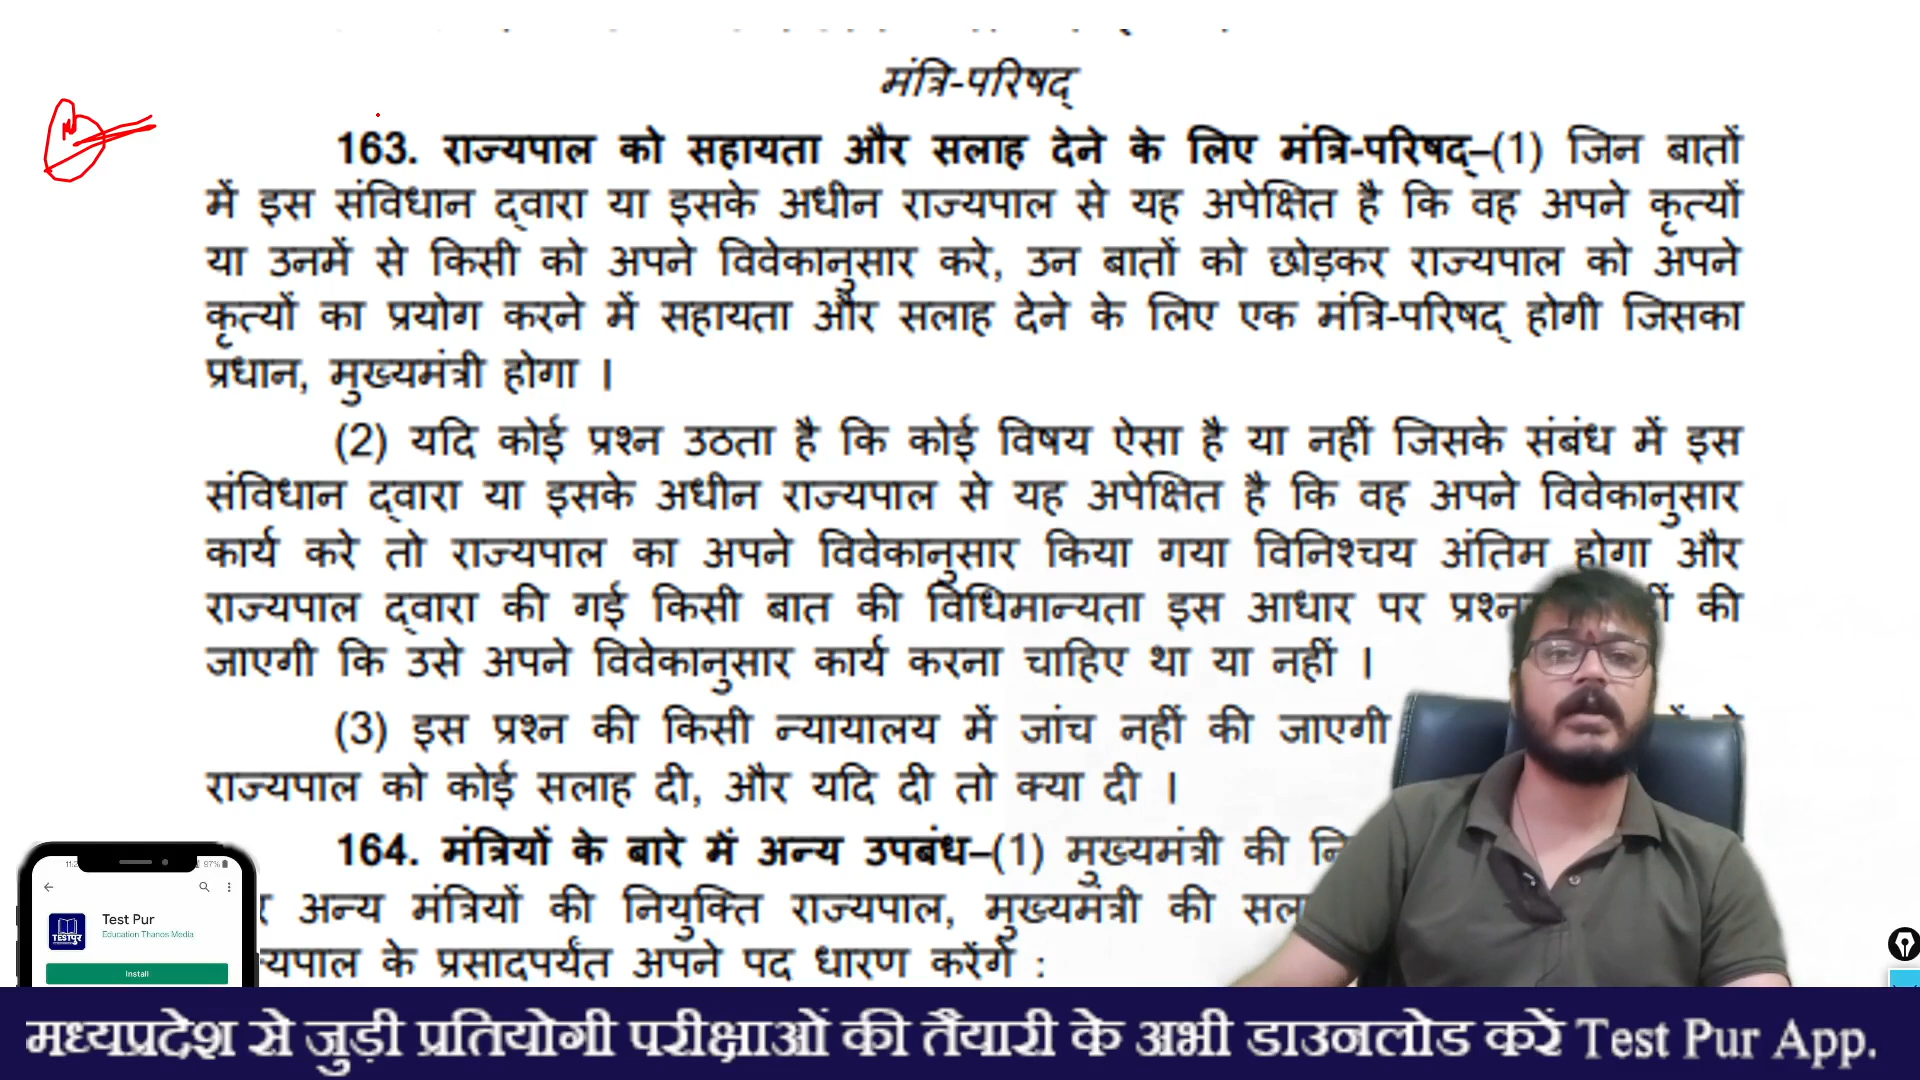 मंत्रि-परिषद्
163. राज्यपाल को सहायता और सलाह देने के लिए मंत्रि-परिषद्–(1) जिन बातों
में इस संविधान द्वारा या इसके अधीन राज्यपाल से यह अपेक्षित है कि वह अपने कृत्यों
या उनमें से किसी को अपने विवेकानुसार करे, उन बातों को छोड़कर राज्यपाल को अपने
कृत्यों का प्रयोग करने में सहायता और सलाह देने के लिए एक मंत्रि-परिषद् होगी जिसका
प्रधान, मुख्यमंत्री होगा ।
(2) यदि कोई प्रश्न उठता है कि कोई विषय ऐसा है या नहीं जिसके संबंध में इस
संविधान द्वारा या इसके अधीन राज्यपाल से यह अपेक्षित है कि वह अपने विवेकानुसार
कार्य करे तो राज्यपाल का अपने विवेकानुसार किया गया विनिश्चय अंतिम होगा और
राज्यपाल द्वारा की गई किसी बात की विधिमान्यता इस आधार पर की
जाएगी कि उसे अपने विवेकानुसार कार्य करना चाहिए था या नहीं ।
(3) इस प्रश्न की किसी न्यायालय में जांच नहीं की जाएगी
राज्यपाल को कोई सलाह दी, और यदि दी तो क्या दी ।
164. मंत्रियों के बारे में अन्य उपबंध–(1) मुख्यमंत्री की
अन्य मंत्रियों की नियुक्ति राज्यपाल, मुख्यमंत्री की
के प्रसादपर्यंत अपने पद धारण करेंगे :
97%
Test Pur
Education Thanos Media
टेस्टपुर
Install
मध्यप्रदेश से जुड़ी प्रतियोगी परीक्षाओं की तैयारी के अभी डाउनलोड करें Test Pur App.